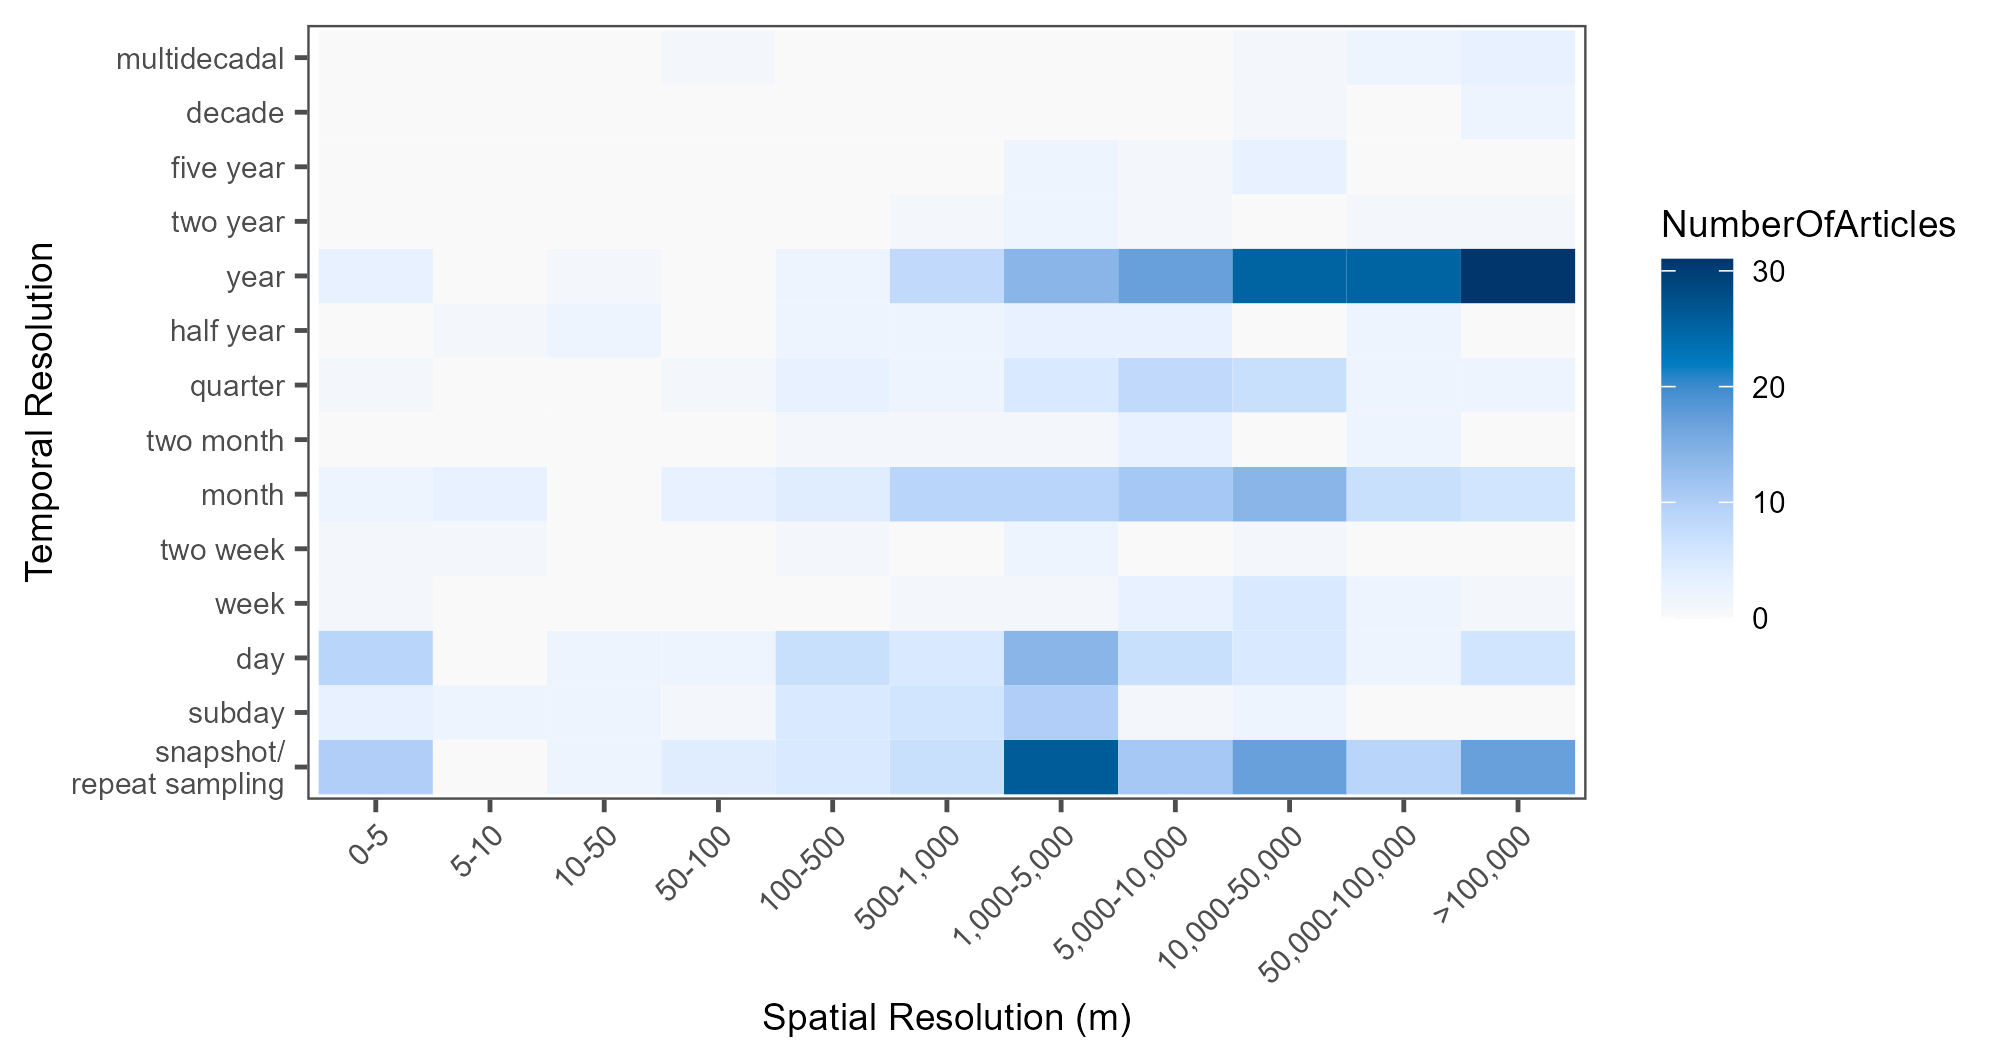 multidecadal
decade
five year
two year
year
half year
quarter
two month
month
two week
week
day
subday
snapshot/
repeat sampling
Temporal Resolution
0-5
5-10
10-50
50-100
100-500
500-1,000
1,000-5,000
5,000-10,000
10,000-50,000
50,000-100,000
>100,000
Spatial Resolution (m)
NumberOfArticles
30
20
10
0